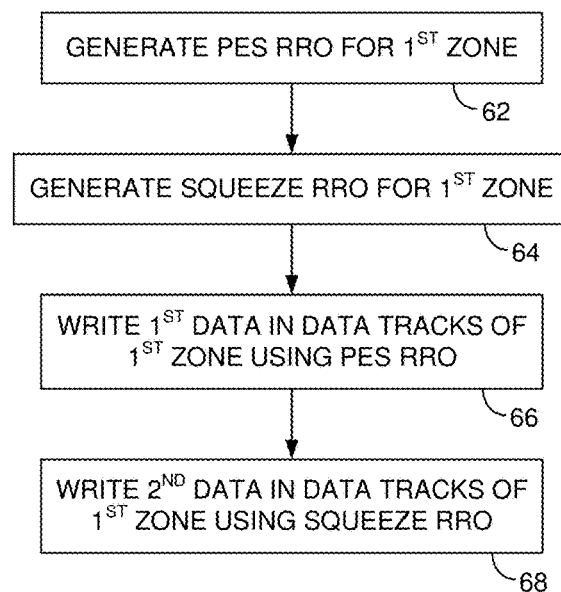 GENERATE PES RRO FOR 1ST ZONE
62
GENERATE SQUEEZE RRO FOR 1ST ZONE
64
WRITE 1ST DATA IN DATA TRACKS OF
1ST ZONE USING PES RRO
66
WRITE 2ND DATA IN DATA TRACKS OF
1ST ZONE USING SQUEEZE RRO
68